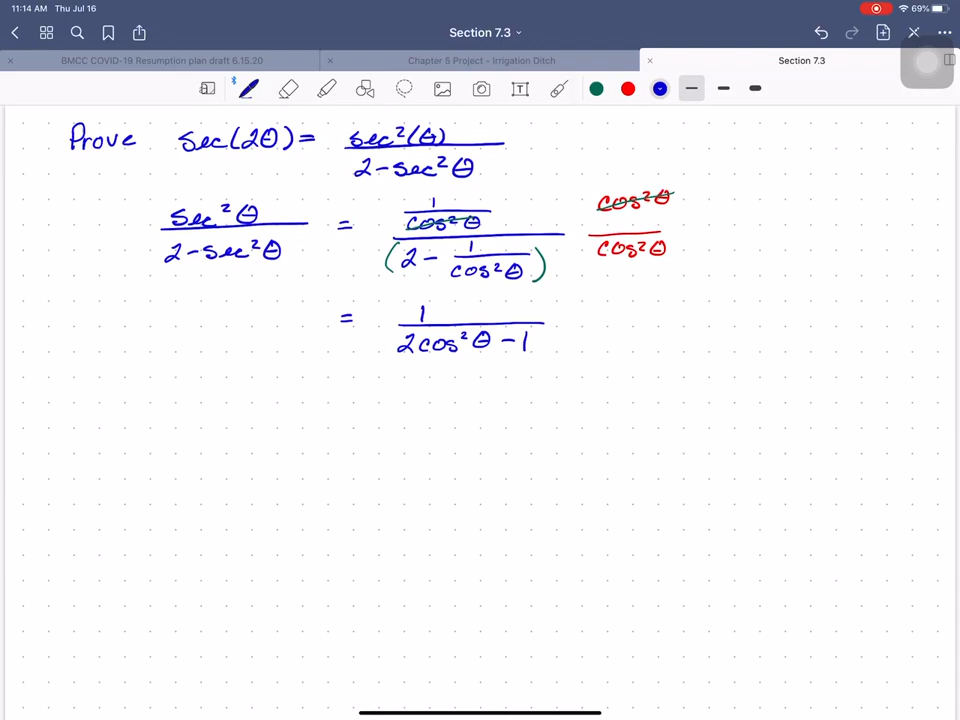 11:14 AM Thu Jul 16
69%
Section 7.3
BMCC COVID-19 Resumption plan draft 6.15.20
Chapter 5 Project - Irrigation Ditch
Section 7.3
Prove sec(2θ) = sec²(θ) / 2 - sec²θ
sec²θ / 2 - sec²θ = 1 / cos²θ / (2 - 1 / cos²θ) cos²θ / cos²θ
= 1 / 2cos²θ - 1